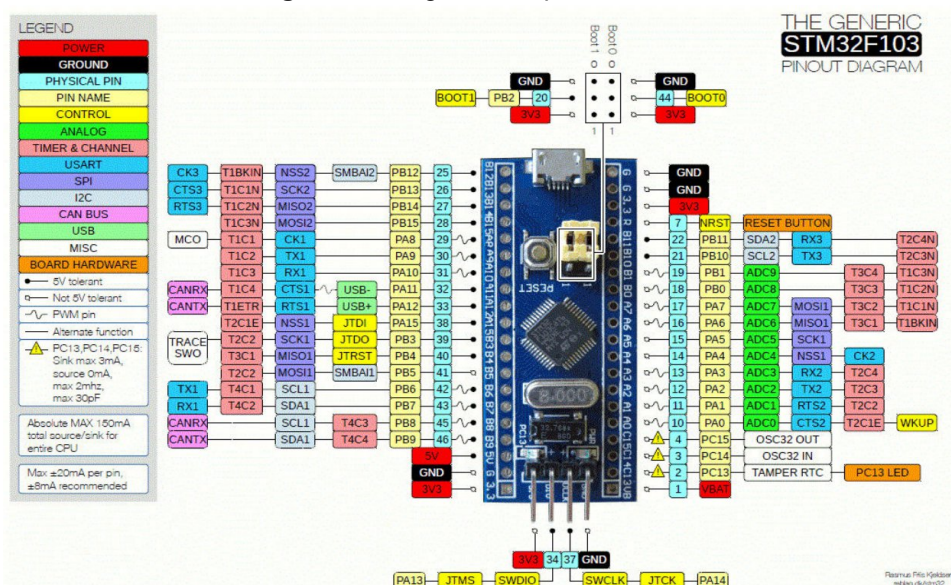 LEGEND
POWER
GROUND
PHYSICAL PIN
PIN NAME
CONTROL
ANALOG
TIMER & CHANNEL
USART
SPI
I2C
CAN BUS
USB
MISC
BOARD HARDWARE
5V tolerant
Not 5V tolerant
PWM pin
Alternate function
PC13,PC14,PC15:
Sink max 3mA,
source 0mA,
max 2mhz,
max 30pF
Absolute MAX 150mA
total source/sink for
entire CPU
Max ±20mA per pin,
±8mA recommended
THE GENERIC
STM32F103
PINOUT DIAGRAM
Boot 1 Boot 0
0 0
GND GND
BOOT1 PB2 20 44 BOOT0
3V3 3V3
1 1
CK3 T1BKIN NSS2 SMBAI2 PB12 25
CTS3 T1C1N SCK2 PB13 26
RTS3 T1C2N MISO2 PB14 27
T1C3N MOSI2 PB15 28
MCO T1C1 CK1 PA8 29
T1C2 TX1 PA9 30
T1C3 RX1 PA10 31
CANRX T1C4 CTS1 USB- PA11 32
CANTX T1ETR RTS1 USB+ PA12 33
T2C1E NSS1 JTDI PA15 38
TRACE SWO T2C2 SCK1 JTDO PB3 39
T3C1 MISO1 JTRST PB4 40
T2C2 MOSI1 SMBAI1 PB5 41
TX1 T4C1 SCL1 PB6 42
RX1 T4C2 SDA1 PB7 43
CANRX SCL1 T4C3 PB8 45
CANTX SDA1 T4C4 PB9 46
5V
GND
3V3
RESET
8.000
PC13
GND
GND
3V3
7 NRST RESET BUTTON
22 PB11 SDA2 RX3 T2C4N
21 PB10 SCL2 TX3 T2C3N
19 PB1 ADC9 T3C4 T1C3N
18 PB0 ADC8 T3C3 T1C2N
17 PA7 ADC7 MOSI1 T3C2 T1C1N
16 PA6 ADC6 MISO1 T3C1 T1BKIN
15 PA5 ADC5 SCK1
14 PA4 ADC4 NSS1 CK2
13 PA3 ADC3 RX2 T2C4
12 PA2 ADC2 TX2 T2C3
11 PA1 ADC1 RTS2 T2C2
10 PA0 ADC0 CTS2 T2C1E WKUP
4 PC15 OSC32 OUT
3 PC14 OSC32 IN
2 PC13 TAMPER RTC PC13 LED
1 VBAT
3V3 34 37 GND
PA13 JTMS SWDIO SWCLK JTCK PA14